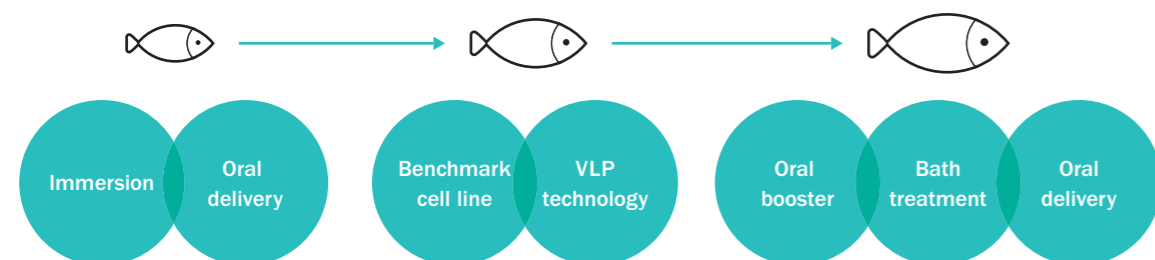 Immersion
Oral
delivery
Benchmark
cell line
VLP
technology
Oral
booster
Bath
treatment
Oral
delivery